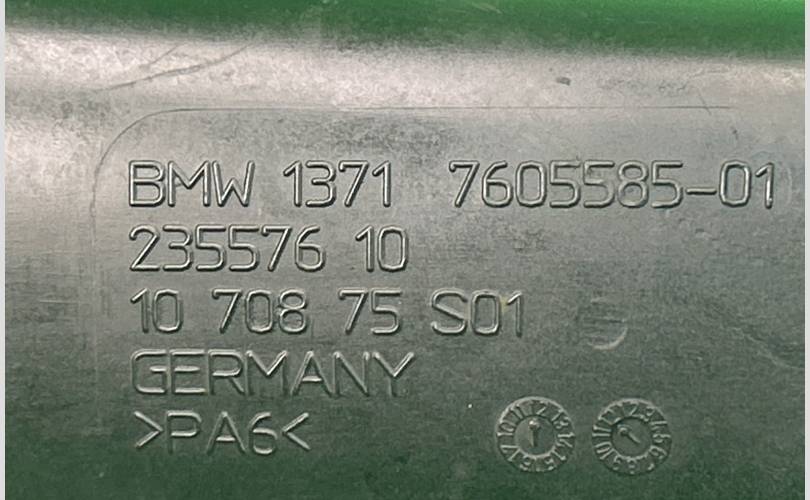 BMW 1371 7605585-01
235576 10
10 708 75 S01
GERMANY
>PA6<